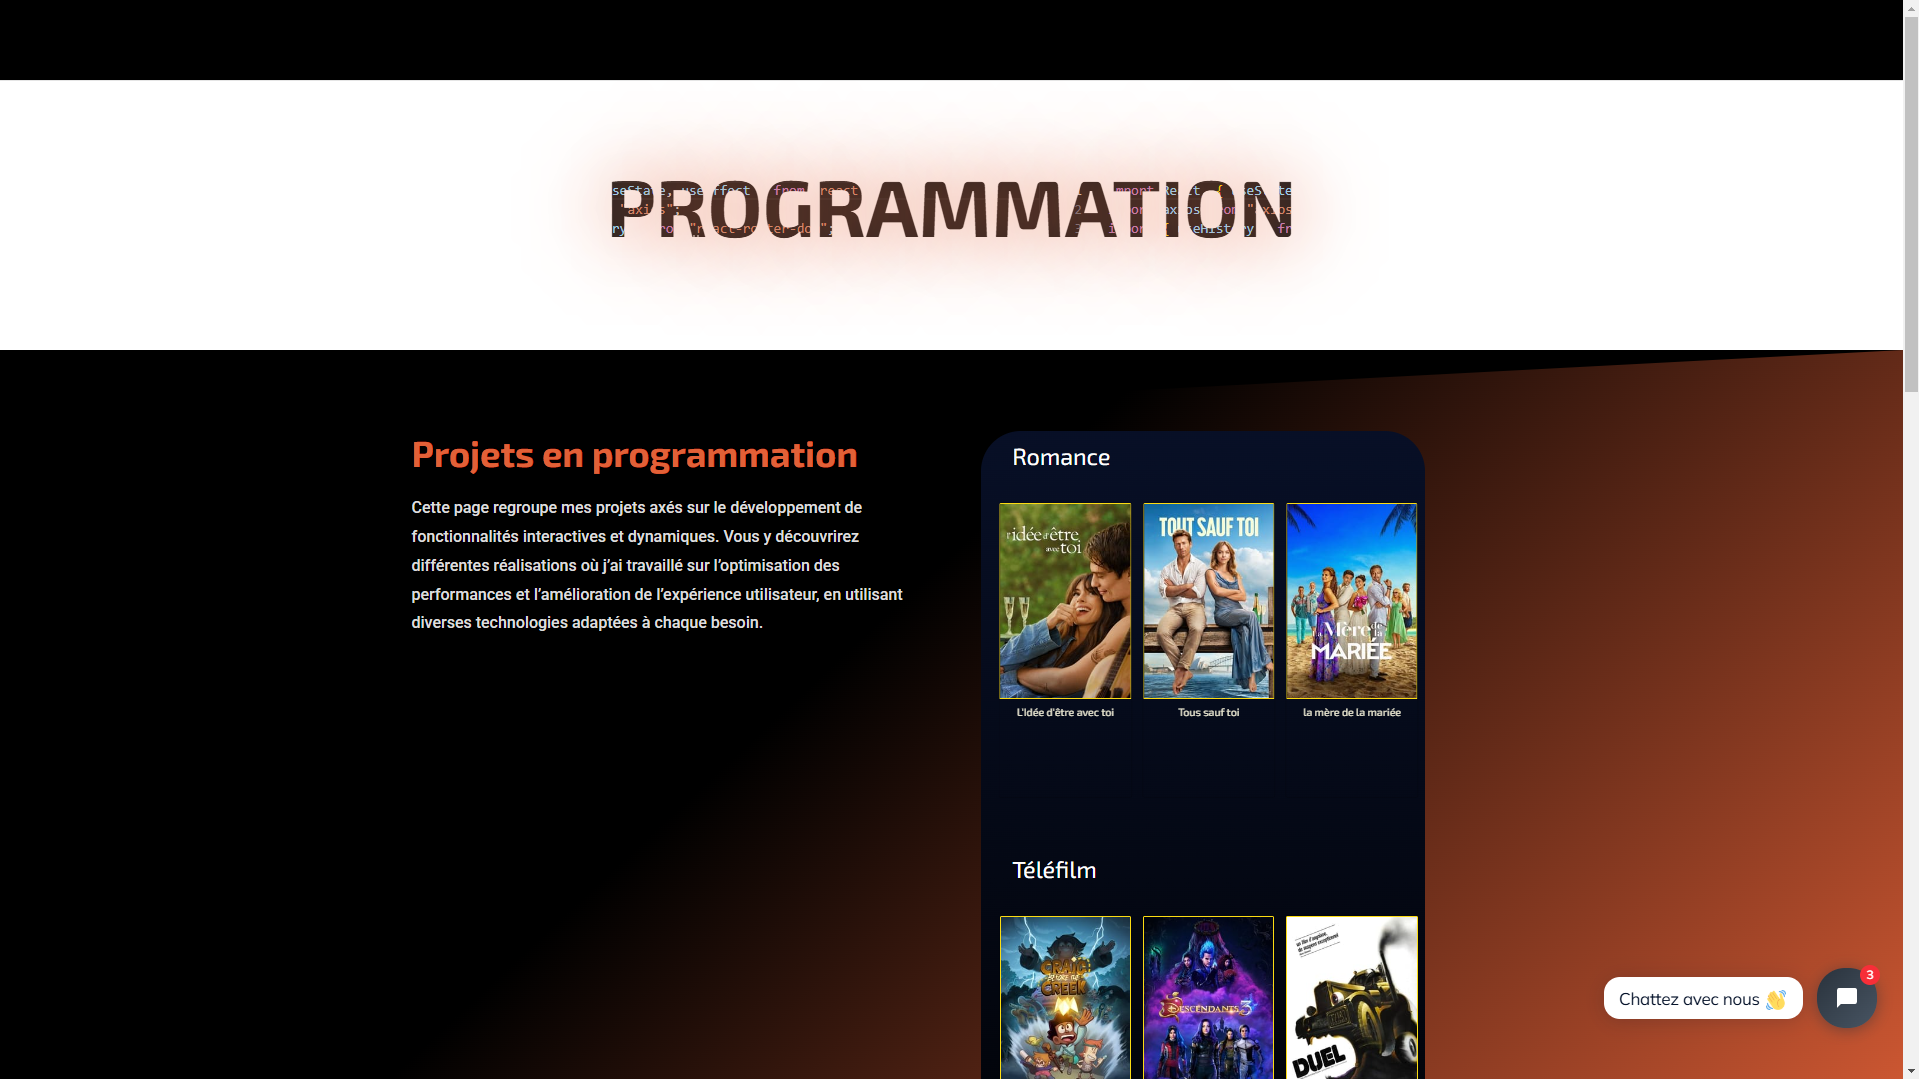 PROGRAMMATION
Projets en programmation
Cette page regroupe mes projets axés sur le développement de
fonctionnalités interactives et dynamiques. Vous y découvrirez
différentes réalisations où j’ai travaillé sur l’optimisation des
performances et l’amélioration de l’expérience utilisateur, en utilisant
diverses technologies adaptées à chaque besoin.
Romance
l'idée d'être
avec toi
TOUT SAUF TOI
La Mère de la
MARIÉE
L'Idée d'être avec toi
Tous sauf toi
la mère de la mariée
Téléfilm
CRAIG
BEFORE THE
CREEK
DESCENDANTS 3
DUEL
Chattez avec nous 👋
3